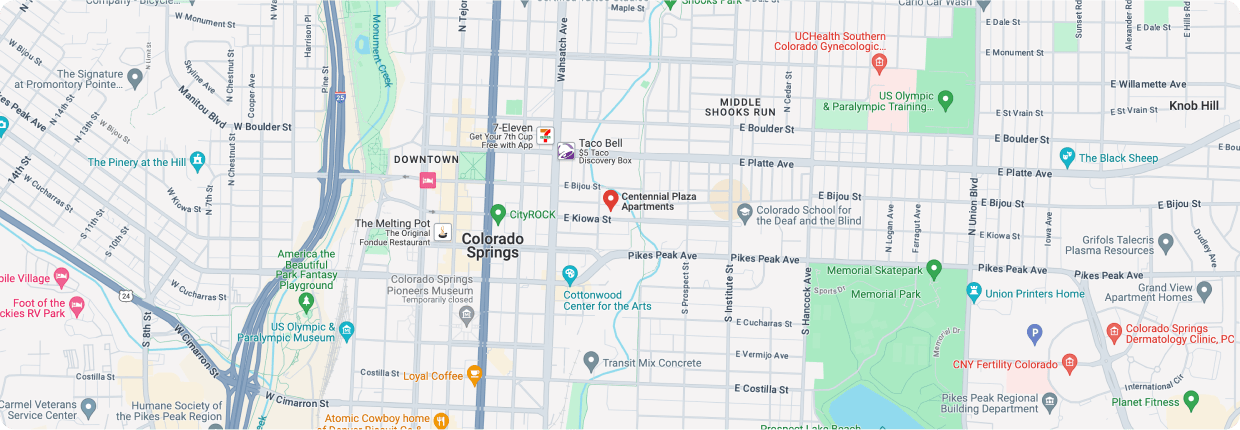 Company - Bicycle...
N Tejon
Maple St
Shooks Park
Cario Car Wash
E Dale St
E Dale St
Sunset Rd
Alexander Rd
E Hills Rd
W Monument St
Harrison Pl
Monument Creek
Wahsatch Ave
UCHealth Southern
Colorado Gynecologic...
E Monument St
The Signature
at Promontory Pointe...
Skyline Ave
N Chestnut St
Cooper Ave
Pine St
N Cedar St
E Willamette Ave
Manitou Blvd
25
MIDDLE
SHOOKS RUN
US Olympic
& Paralympic Training...
E St Vrain St
E St Vrain St
Knob Hill
Pikes Peak Ave
N 14th St
N 13th St
W Bijou St
W Boulder St
7-Eleven
Get Your 7th Cup
Free with App
E Boulder St
E Boulder St
Taco Bell
$5 Taco
Discovery Box
14th St
The Pinery at the Hill
N Chestnut St
DOWNTOWN
E Platte Ave
E Platte Ave
The Black Sheep
W Cucharras St
N 7th St
W Kiowa St
E Bijou St
Centennial Plaza
Apartments
E Bijou St
E Bijou St
E Bijou St
N Union Blvd
S 11th St
S 10th St
The Melting Pot
The Original
Fondue Restaurant
CityROCK
E Kiowa St
Colorado School for
the Deaf and the Blind
N Logan Ave
Farragut Ave
E Kiowa St
Iowa Ave
Dudley Ave
Grifols Talecris
Plasma Resources
Colorado
Springs
America the
Beautiful
Park Fantasy
Playground
Pikes Peak Ave
Pikes Peak Ave
Pikes Peak Ave
Pikes Peak Ave
Memorial Skatepark
Colorado Springs
Pioneers Museum
Temporarily closed
Cottonwood
Center for the Arts
S Prospect St
S Institute St
S Hancock Ave
Sports Dr
Memorial Park
Union Printers Home
Grand View
Apartment Homes
Foot of the
Rockies RV Park
24
W Cucharras St
S 8th St
W Cimarron St
US Olympic &
Paralympic Museum
E Cucharras St
Memorial Dr
P
Colorado Springs
Dermatology Clinic, PC
E Vermijo Ave
Costilla St
Costilla St
Loyal Coffee
Transit Mix Concrete
E Costilla St
CNY Fertility Colorado
International Cir
Carmel Veterans
Service Center
Humane Society of
the Pikes Peak Region
W Cimarron St
Atomic Cowboy home
of Denver Biscuit Co &
Prospect Lake Beach
Pikes Peak Regional
Building Department
Planet Fitness